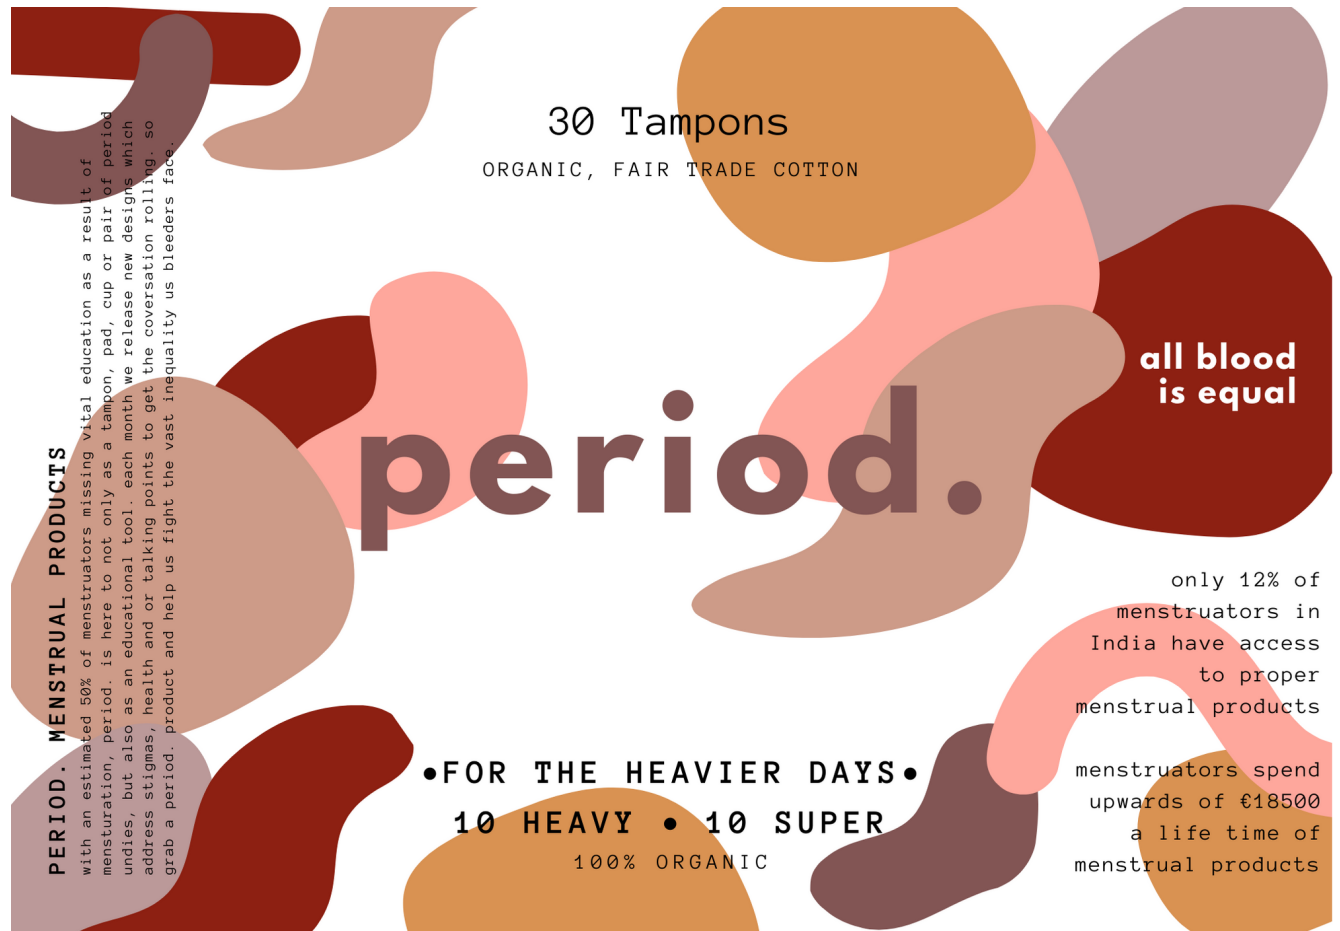 30 Tampons
ORGANIC, FAIR TRADE COTTON
period.
all blood
is equal
•FOR THE HEAVIER DAYS•
10 HEAVY • 10 SUPER
100% ORGANIC
only 12% of
menstruators in
India have access
to proper
menstrual products
menstruators spend
upwards of €18500
a life time of
menstrual products
PERIOD. MENSTRUAL PRODUCTS
with an estimated 50% of menstruators missing vital education as a result of
mensturation, period. is here to not only as a tampon, pad, cup or pair of period
undies, but also as an educational tool. each month we release new designs which
address stigmas, health and or talking points to get the coversation rolling. so
grab a period. product and help us fight the vast inequality us bleeders face.